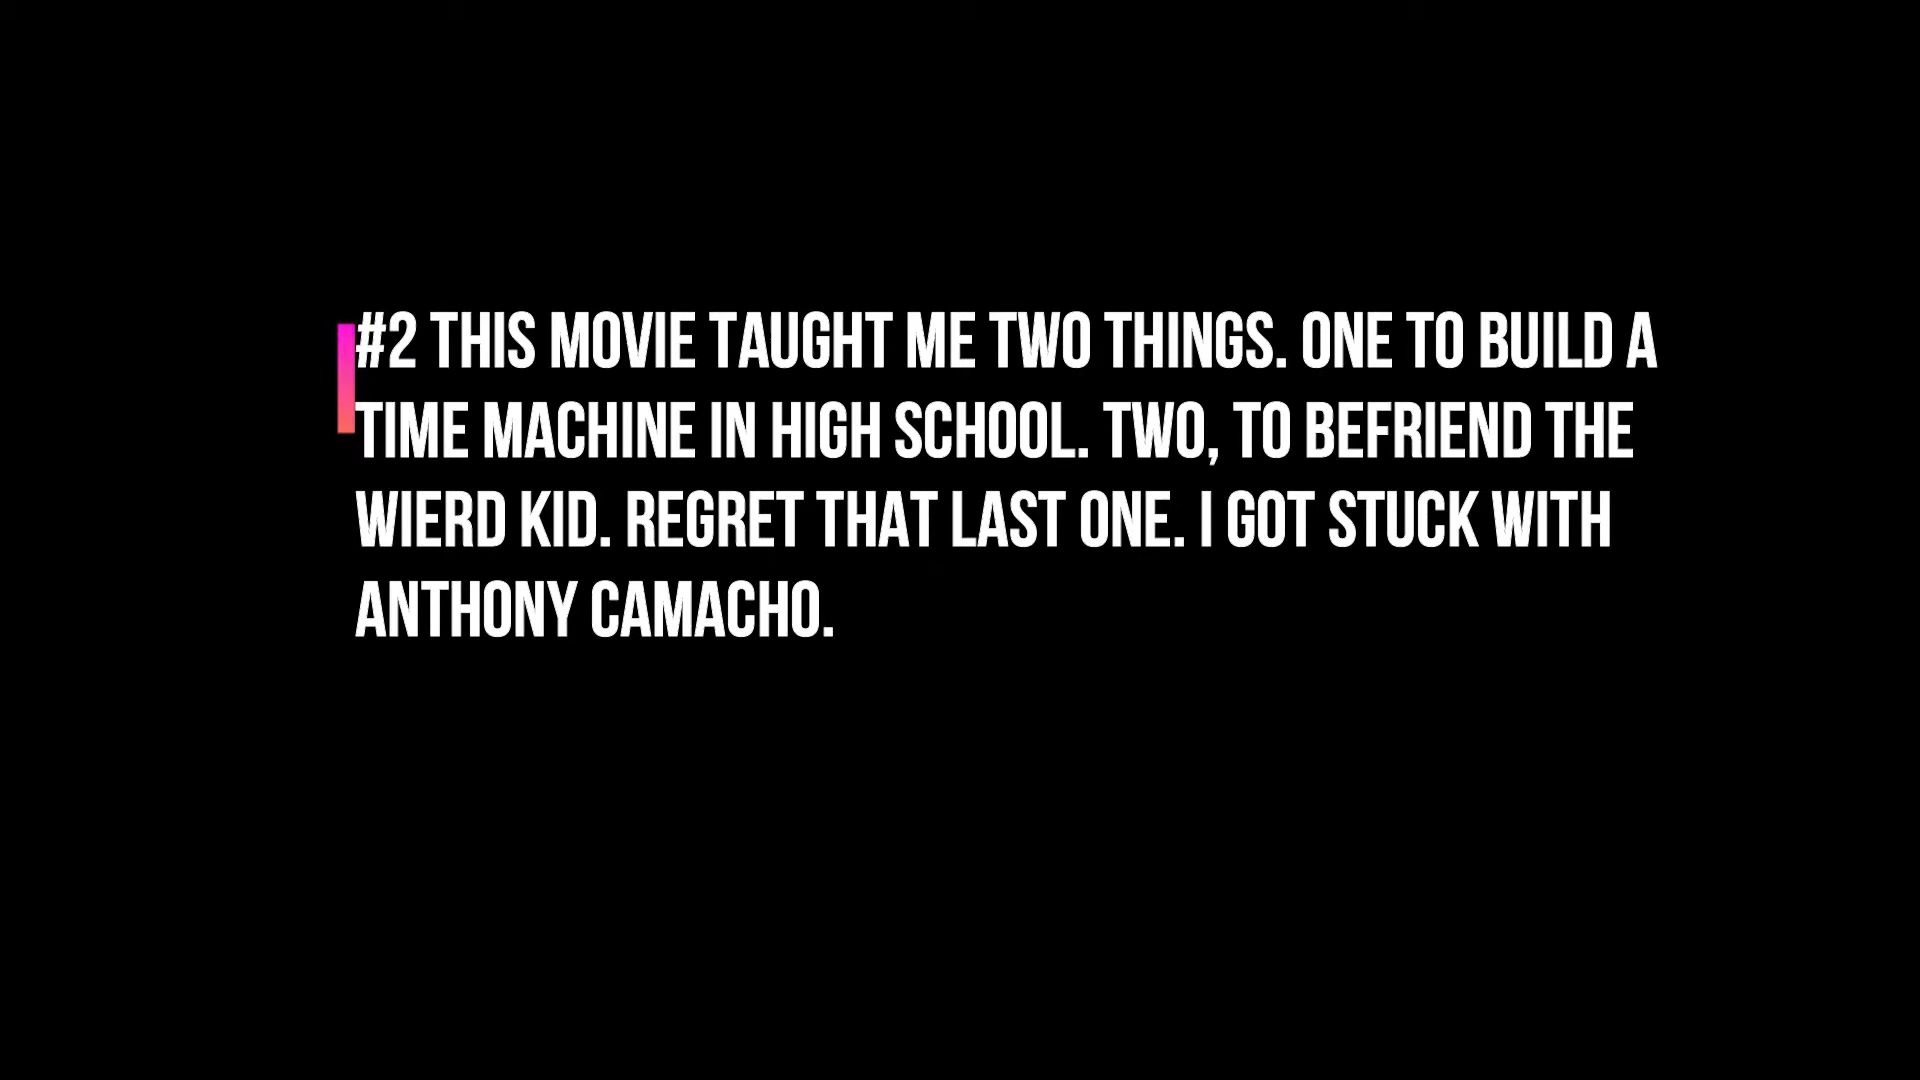 #2 THIS MOVIE TAUGHT ME TWO THINGS. ONE TO BUILD A
TIME MACHINE IN HIGH SCHOOL. TWO, TO BEFRIEND THE
WIERD KID. REGRET THAT LAST ONE. I GOT STUCK WITH
ANTHONY CAMACHO.